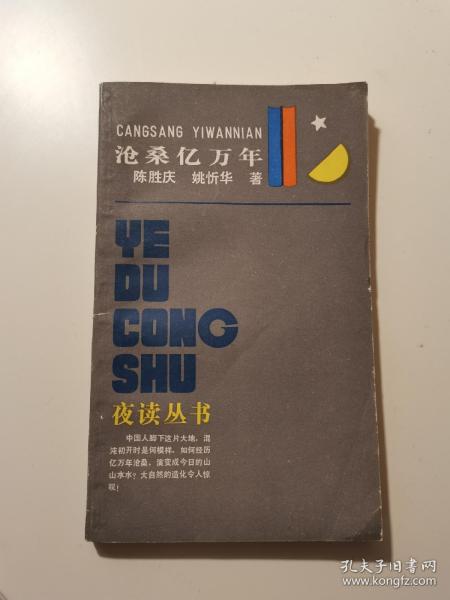 CANGSANG YIWANNIAN
沧桑亿万年
陈胜庆 姚忻华 著
YE
DU
CONG
SHU
夜读丛书
中国人脚下这片大地，混
沌初开时是何模样，如何经历
亿万年沧桑，演变成今日的山
山水水？大自然的造化令人惊
叹！
孔夫子旧书网
www.kongfz.com